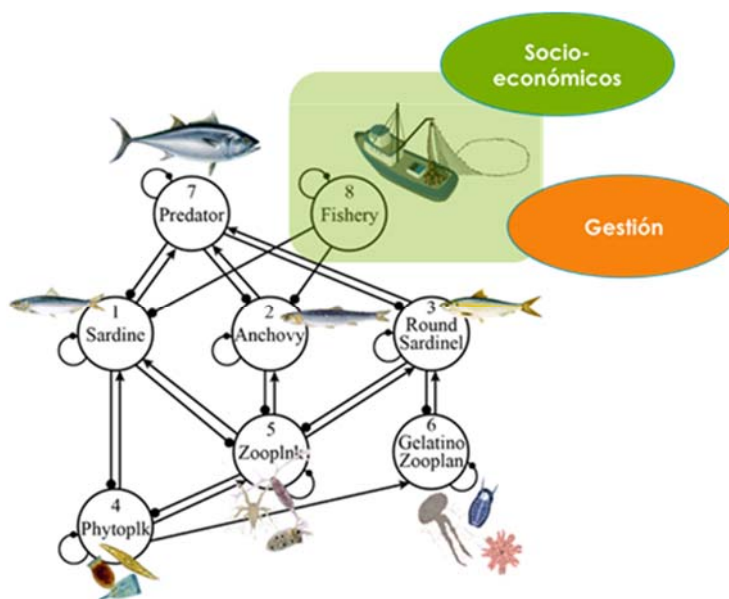 Socio-
económicos
Gestión
7
Predator
8
Fishery
1
Sardine
2
Anchovy
3
Round
Sardinel
5
Zooplnk
6
Gelatino
Zooplan
4
Phytoplk